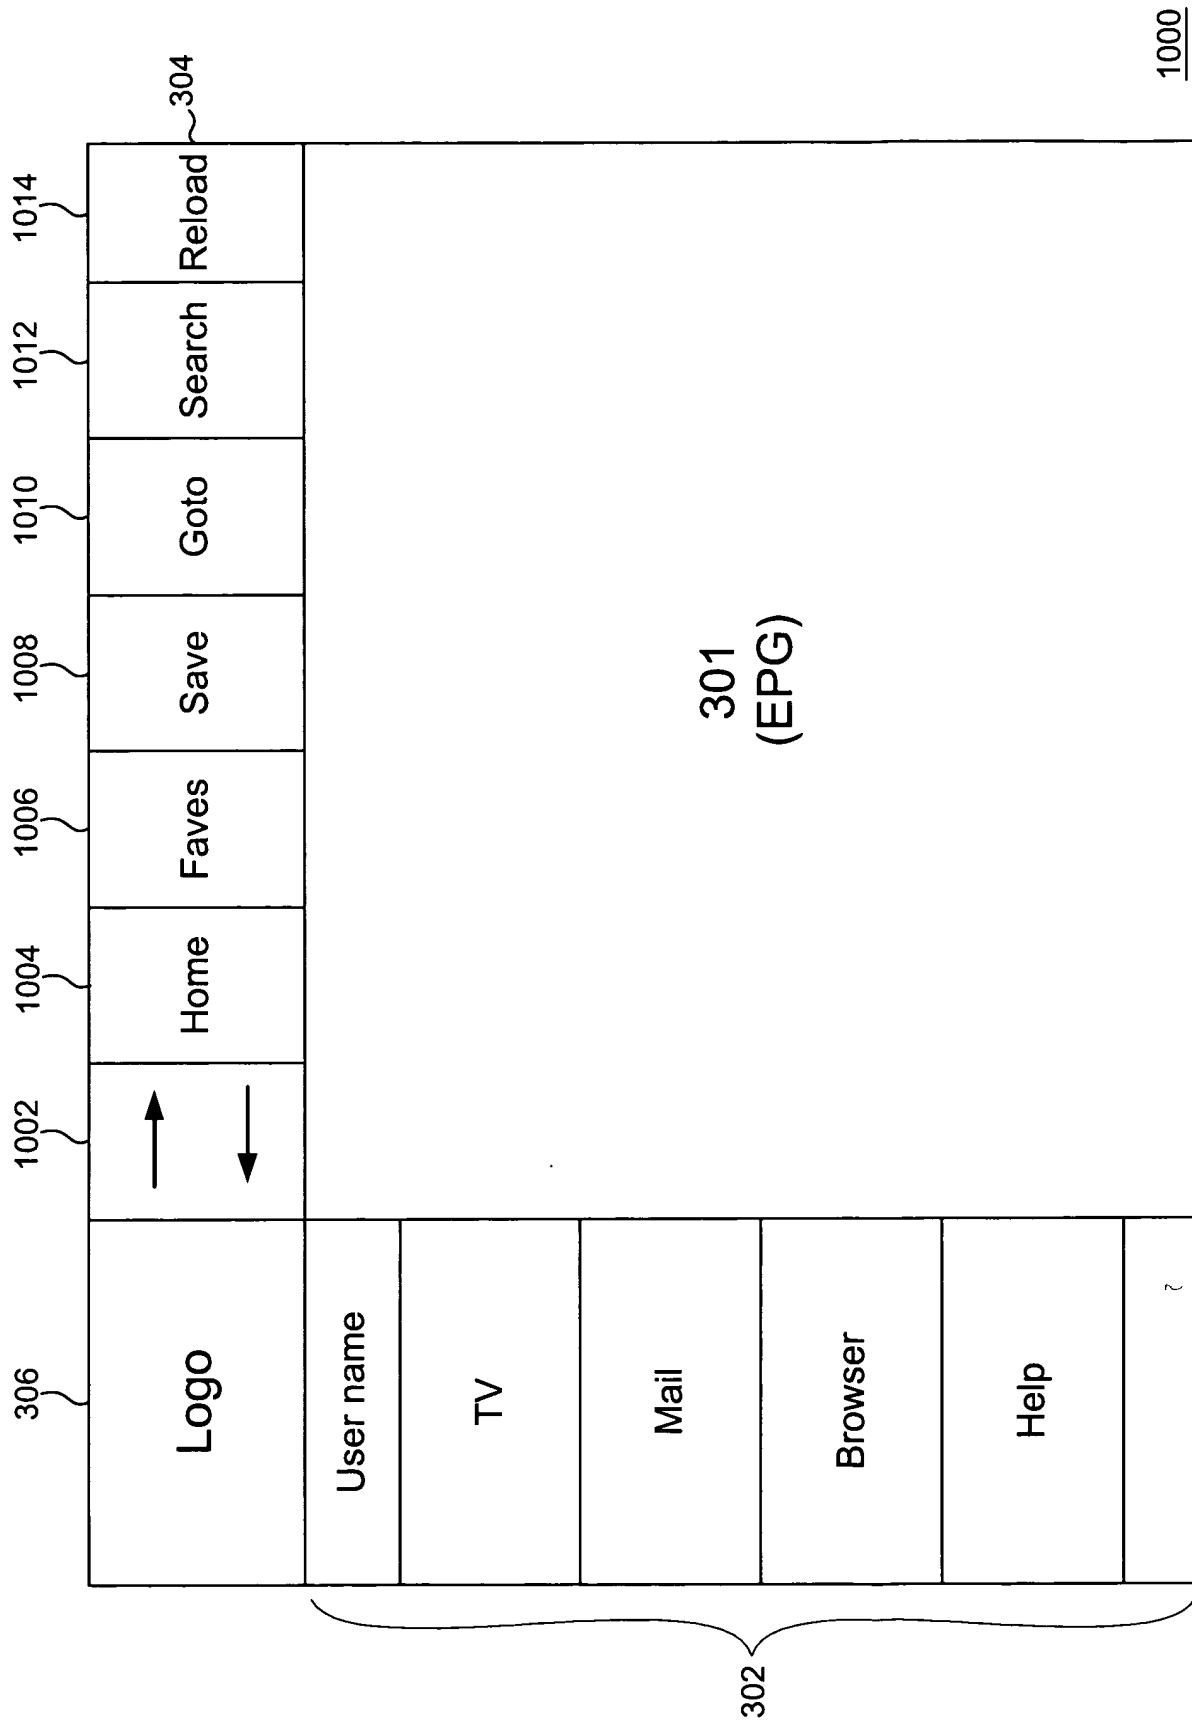 306
1002
1004
1006
1008
1010
1012
1014
Logo
Home
Faves
Save
Goto
Search
Reload
304
User name
TV
Mail
Browser
Help
302
301
(EPG)
1000